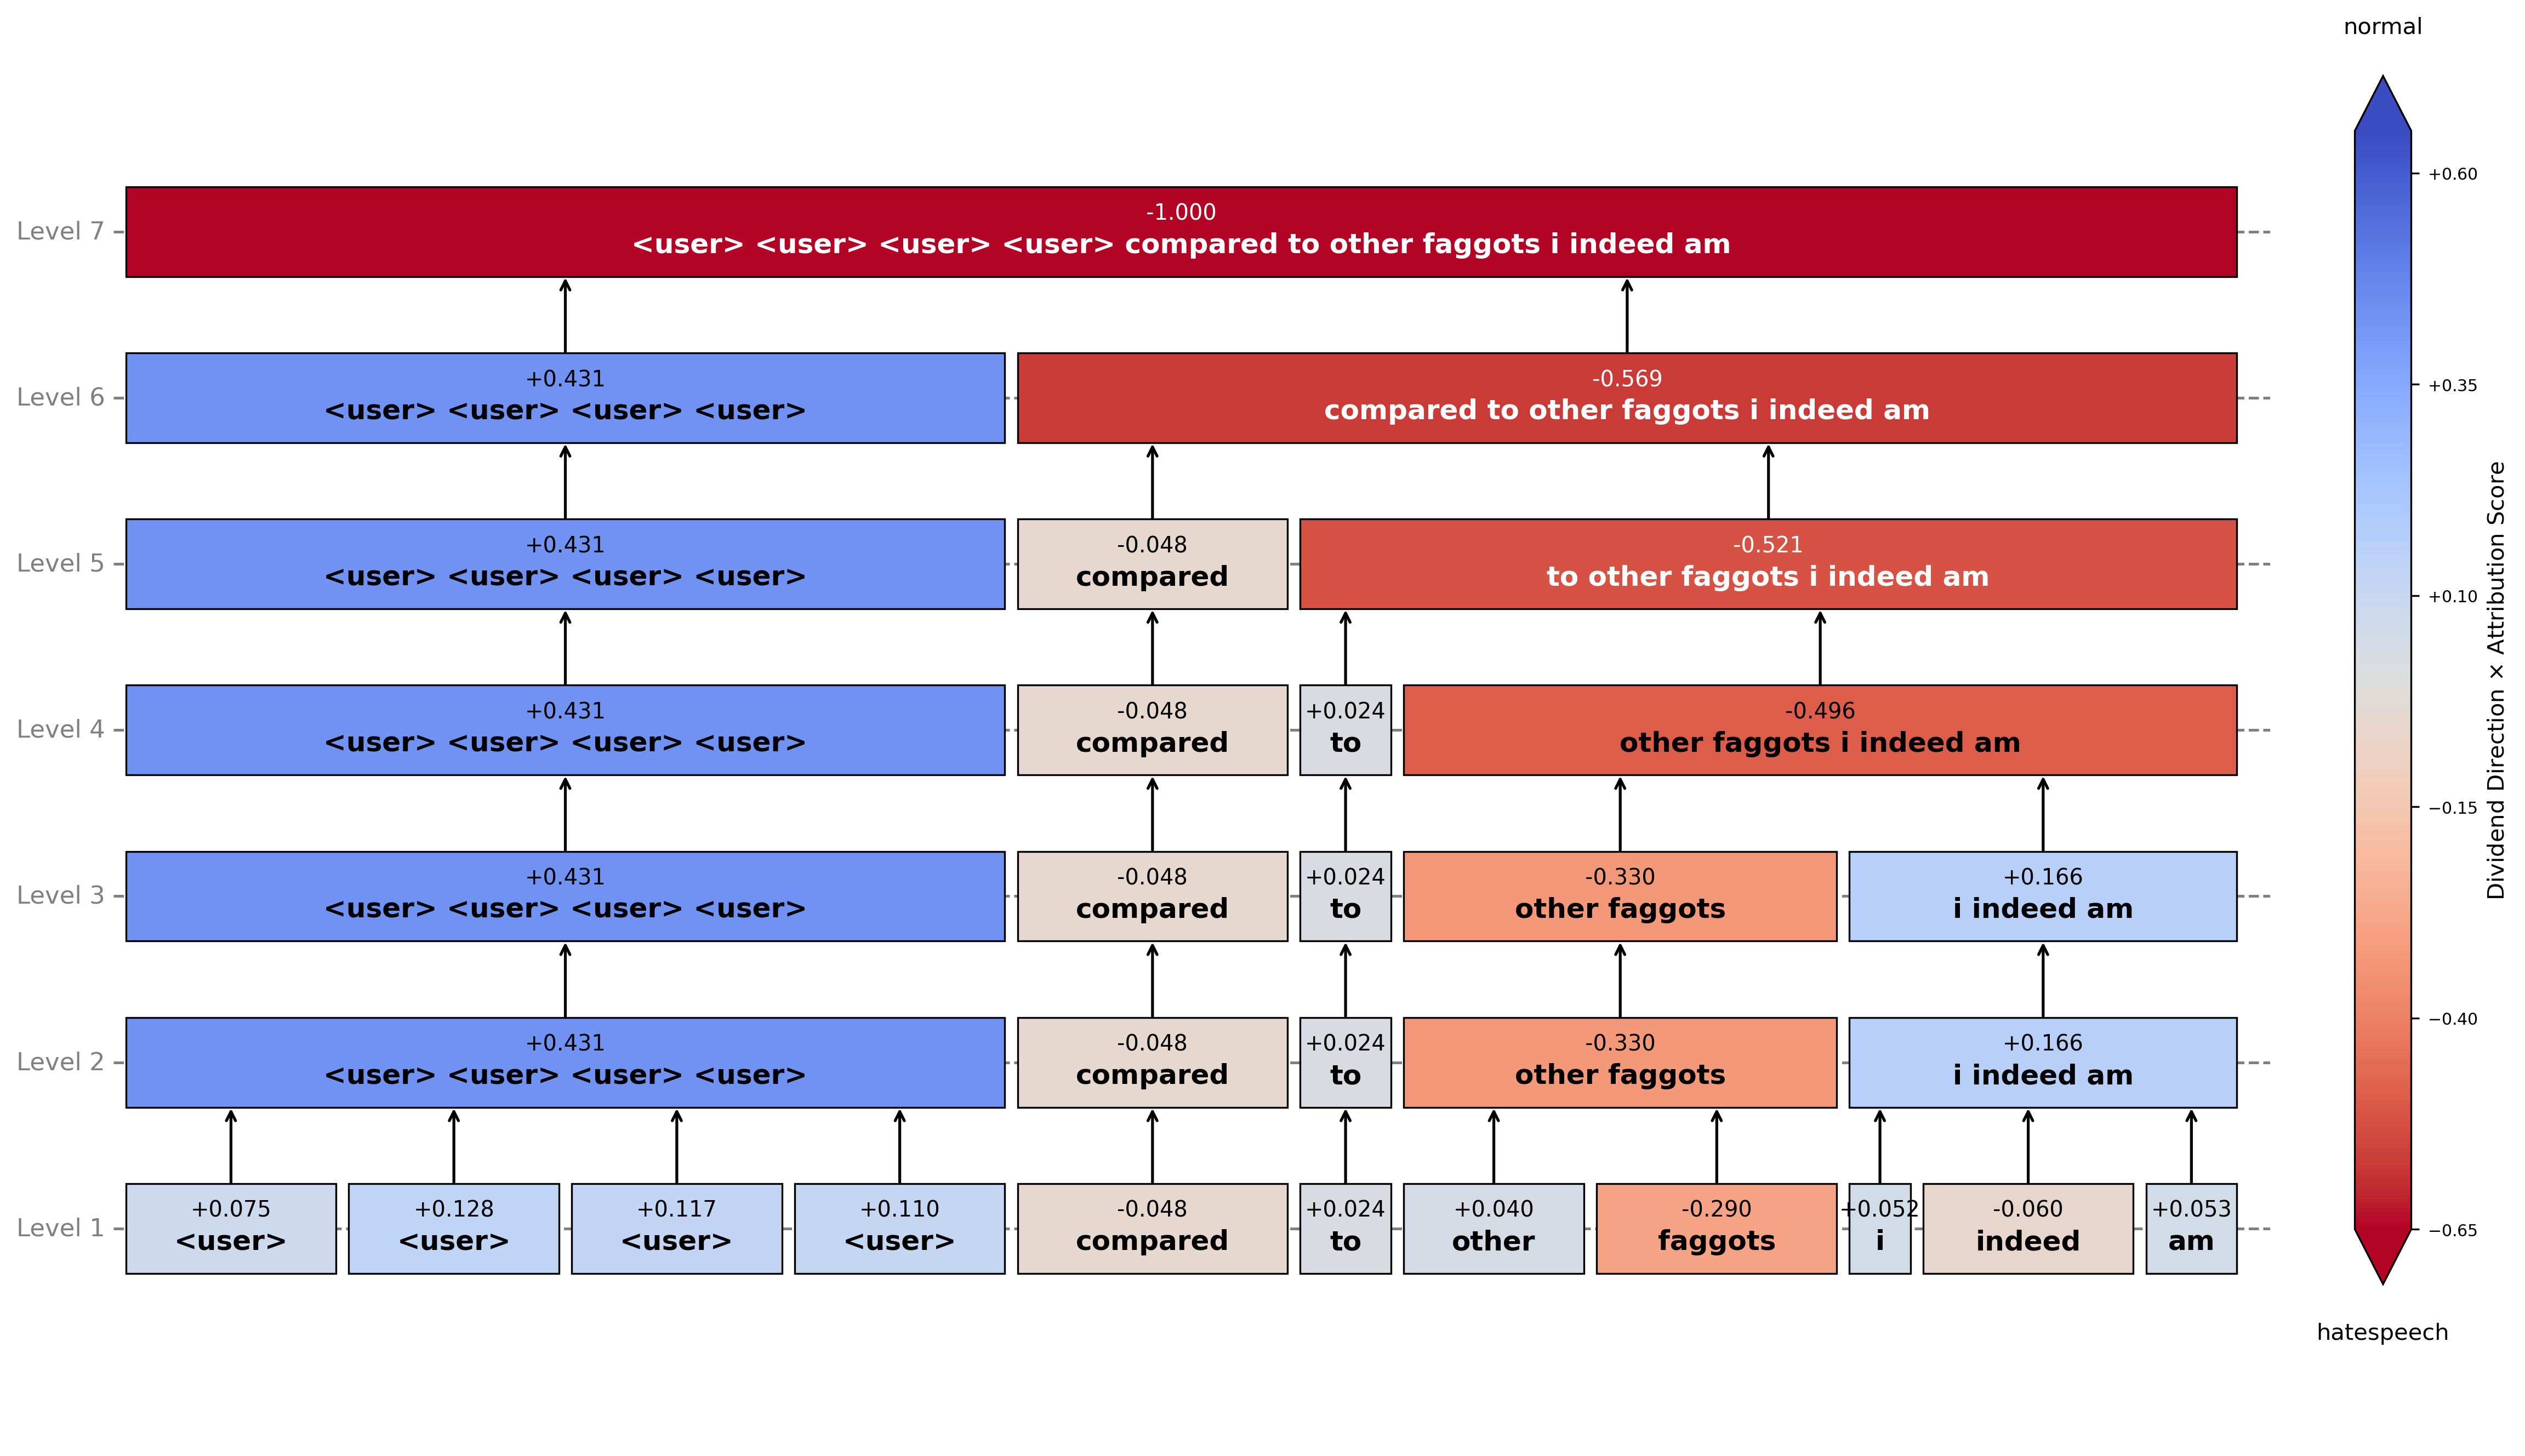 normal
Level 7
-1.000
<user> <user> <user> <user> compared to other faggots i indeed am
Level 6
+0.431
<user> <user> <user> <user>
-0.569
compared to other faggots i indeed am
Level 5
+0.431
<user> <user> <user> <user>
-0.048
compared
-0.521
to other faggots i indeed am
Level 4
+0.431
<user> <user> <user> <user>
-0.048
compared
+0.024
to
-0.496
other faggots i indeed am
Level 3
+0.431
<user> <user> <user> <user>
-0.048
compared
+0.024
to
-0.330
other faggots
+0.166
i indeed am
Level 2
+0.431
<user> <user> <user> <user>
-0.048
compared
+0.024
to
-0.330
other faggots
+0.166
i indeed am
Level 1
+0.075
<user>
+0.128
<user>
+0.117
<user>
+0.110
<user>
-0.048
compared
+0.024
to
+0.040
other
-0.290
faggots
+0.052
i
-0.060
indeed
+0.053
am
+0.60
+0.35
+0.10
−0.15
−0.40
−0.65
Dividend Direction × Attribution Score
hatespeech